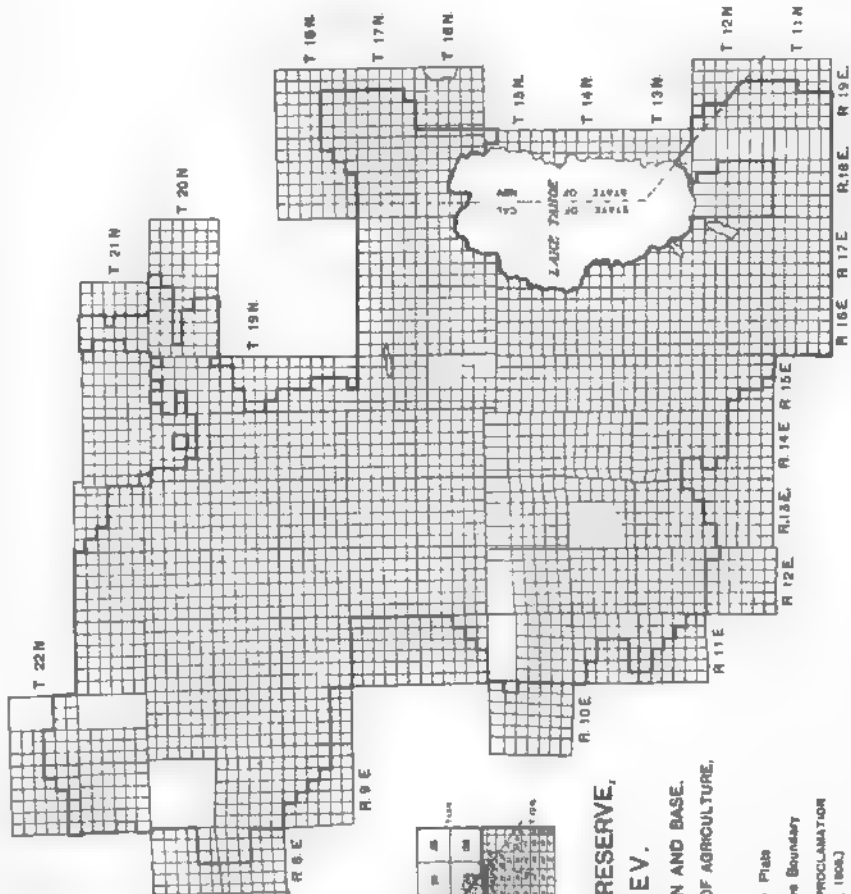 T 22 N
T 21 N
T 20 N
T 19 N.
T 16 N.
T 17 N.
T 18 N.
T 15 N.
T 14 N.
T 13 N.
T 12 N
T 11 N.
LAKE TAHOE
STATE OF CAL
STATE OF NEV
R 8 E
R. 9 E
R. 10 E.
R 11 E
R 12 E.
R. 13 E.
R. 14 E
R 15 E
R 16 E
R 17 E
R. 18 E.
R 19 E.
RESERVE,
EV.
N AND BASE.
OF AGRICULTURE,
Plats
Boundary
PROCLAMATION